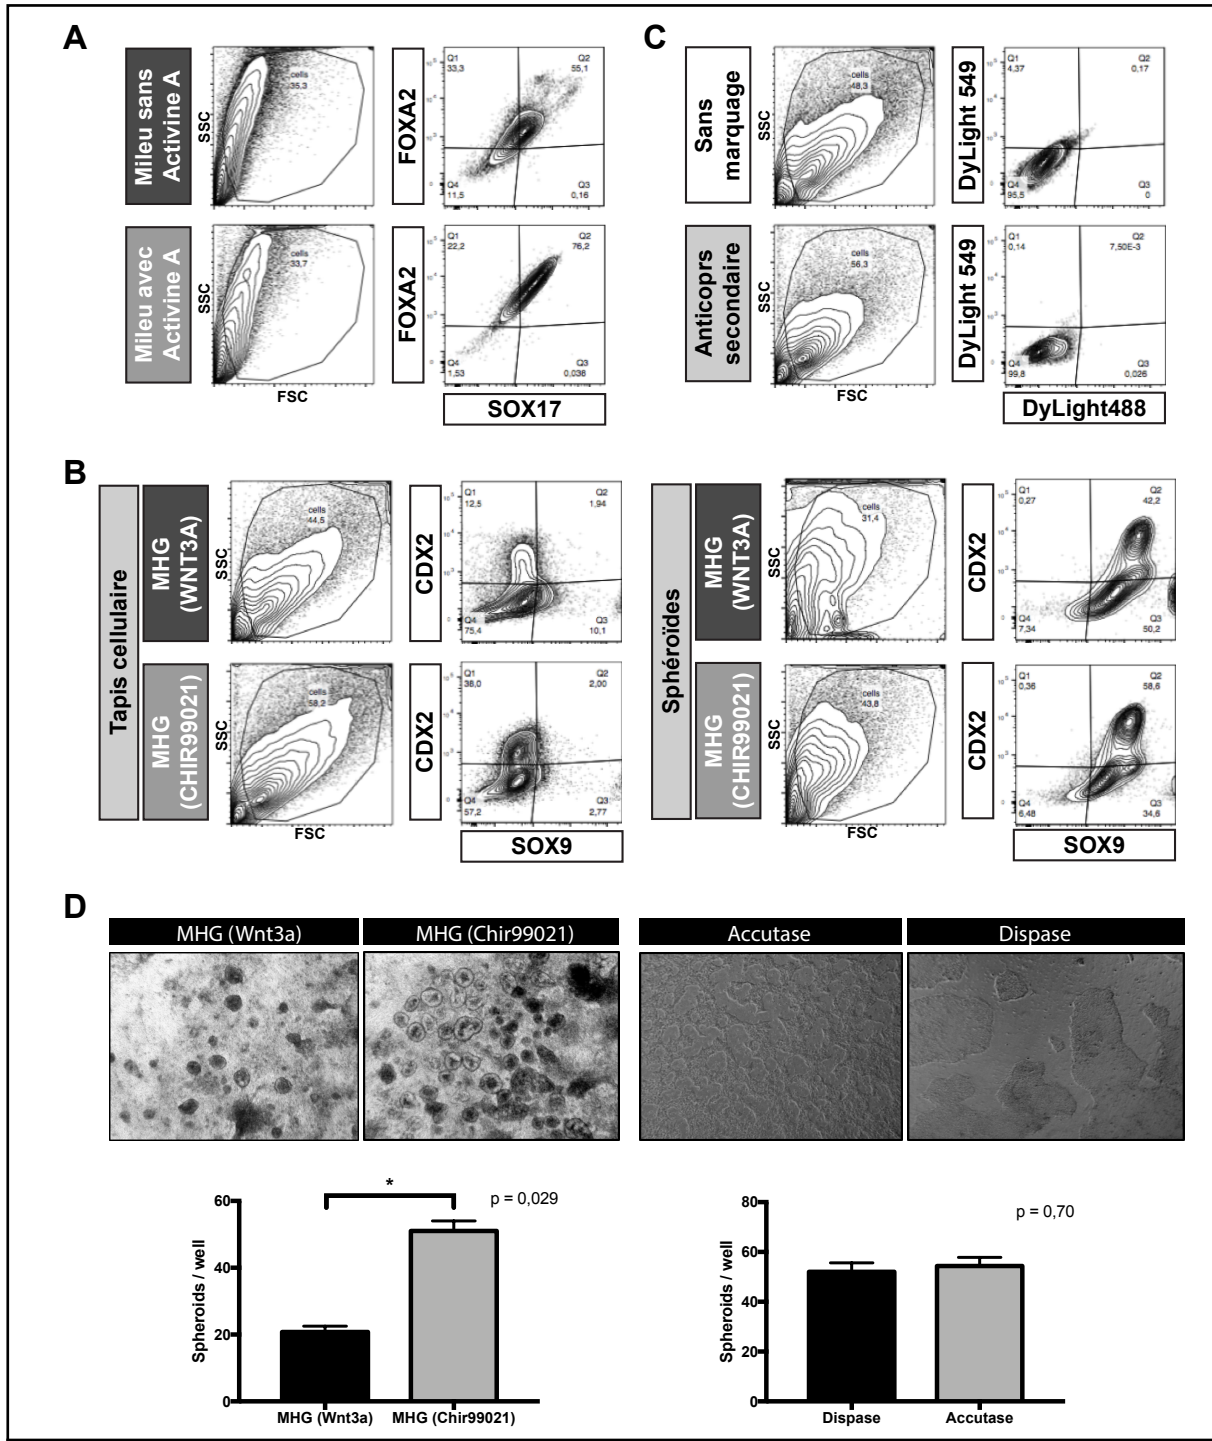 A
Mileu sans
Activine A
SSC
cells
35,3
FOXA2
Q1
33,3
Q2
55,1
Q4
11,5
Q3
0,16
Mileu avec
Activine A
SSC
cells
33,7
FSC
FOXA2
Q1
22,2
Q2
76,2
Q4
1,53
Q3
0,038
SOX17
C
Sans
marquage
SSC
cells
48,3
DyLight 549
Q1
4,37
Q2
0,17
Q4
95,5
Q3
0
Anticoprs
secondaire
SSC
cells
56,3
FSC
DyLight 549
Q1
0,14
Q2
7,50E-3
Q4
99,8
Q3
0,026
DyLight488
B
Tapis cellulaire
MHG
(WNT3A)
SSC
cells
44,5
CDX2
Q1
12,5
Q2
1,94
Q4
75,4
Q3
10,1
MHG
(CHIR99021)
SSC
cells
58,2
FSC
CDX2
Q1
38,0
Q2
2,00
Q4
57,2
Q3
2,77
SOX9
Sphéroïdes
MHG
(WNT3A)
SSC
cells
31,4
CDX2
Q1
0,27
Q2
42,2
Q4
7,34
Q3
50,2
MHG
(CHIR99021)
SSC
cells
43,8
FSC
CDX2
Q1
0,36
Q2
58,6
Q4
6,48
Q3
34,6
SOX9
D
MHG (Wnt3a)
MHG (Chir99021)
Accutase
Dispase
Spheroids / well
60
40
20
0
*
p = 0,029
MHG (Wnt3a)
MHG (Chir99021)
Spheroids / well
80
60
40
20
0
p = 0,70
Dispase
Accutase